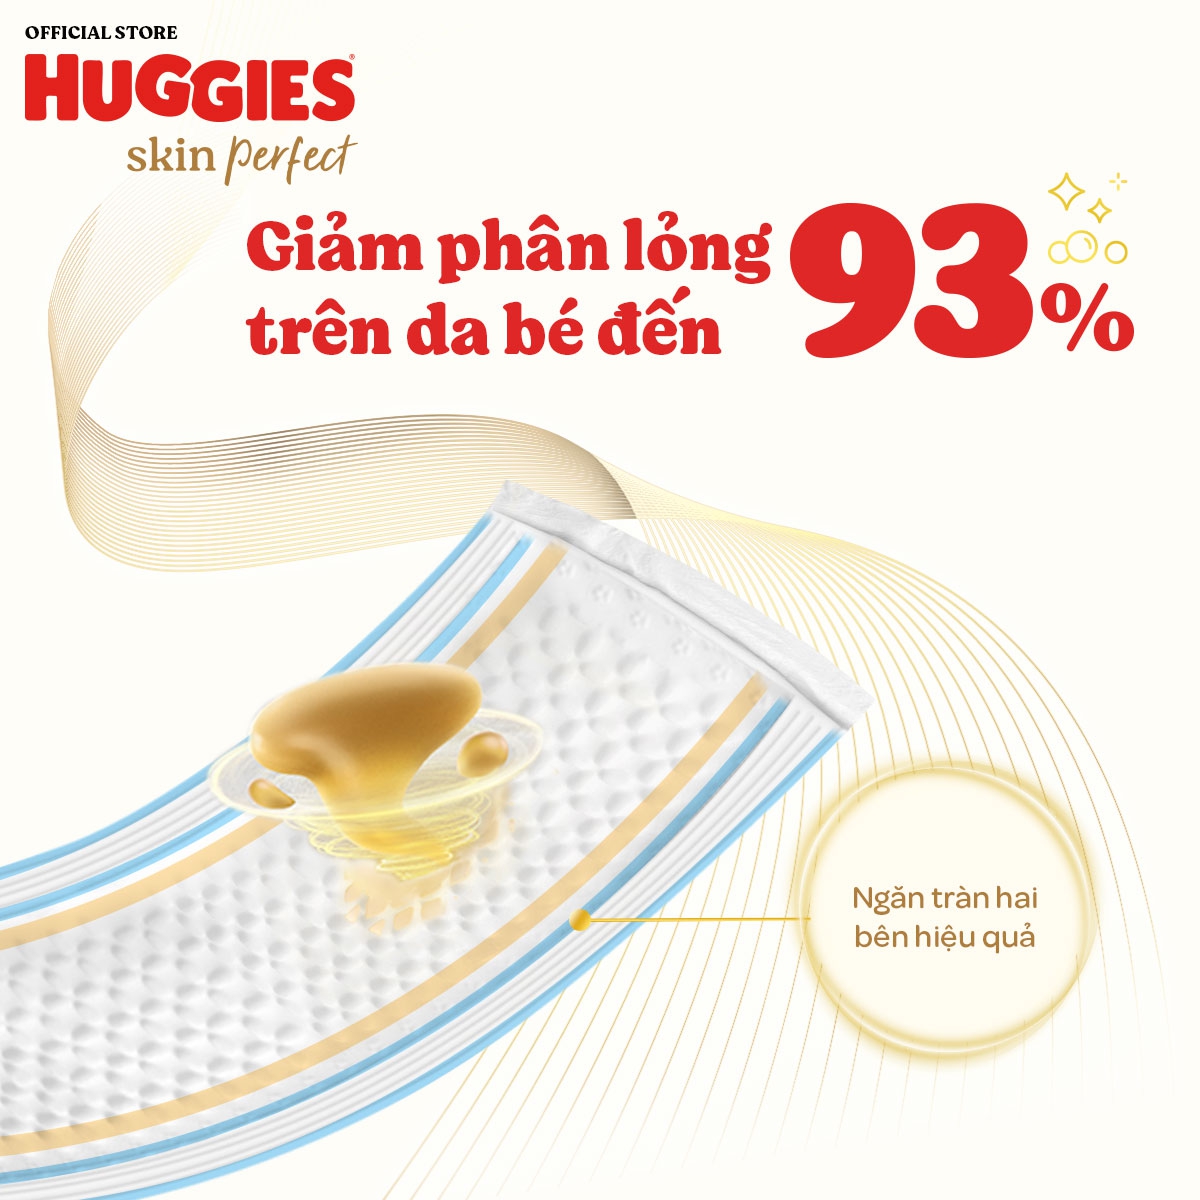 OFFICIAL STORE
HUGGIES®
skin perfect
Giảm phân lỏng
trên da bé đến
93%
Ngăn tràn hai
bên hiệu quả